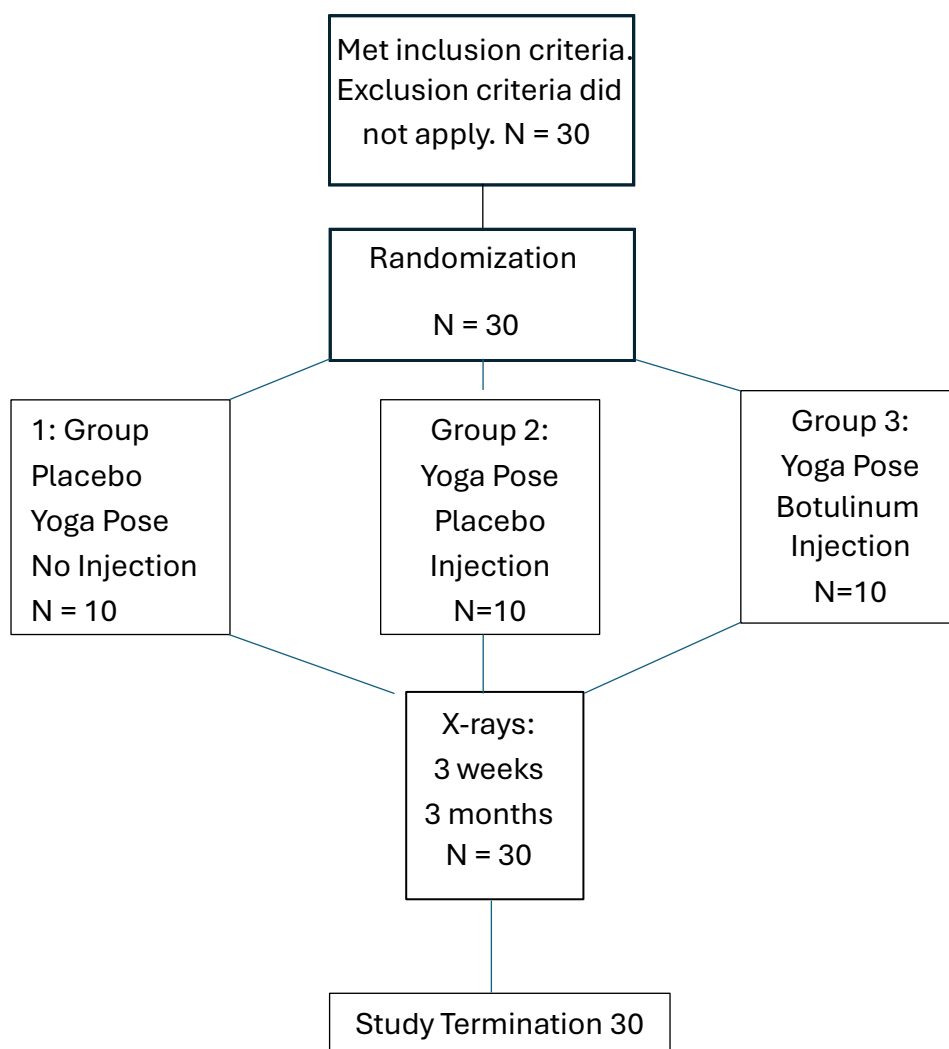 Met inclusion criteria.
Exclusion criteria did
not apply. N = 30
Randomization
N = 30
1: Group
Placebo
Yoga Pose
No Injection
N = 10
Group 2:
Yoga Pose
Placebo
Injection
N=10
Group 3:
Yoga Pose
Botulinum
Injection
N=10
X-rays:
3 weeks
3 months
N = 30
Study Termination 30